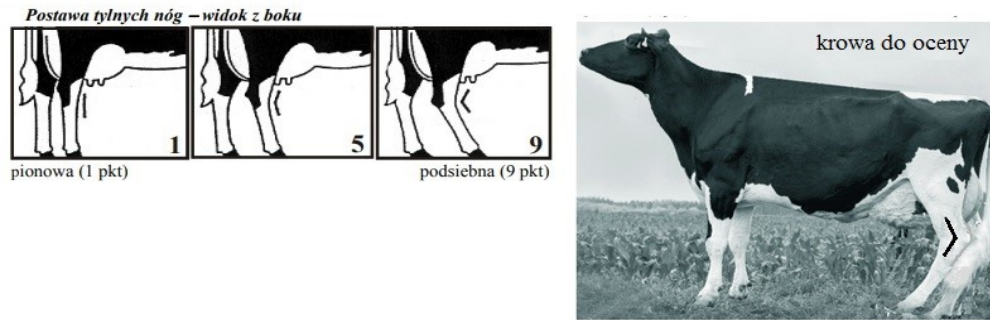 Postawa tylnych nóg – widok z boku
1
5
9
pionowa (1 pkt)
podsiebna (9 pkt)
krowa do oceny